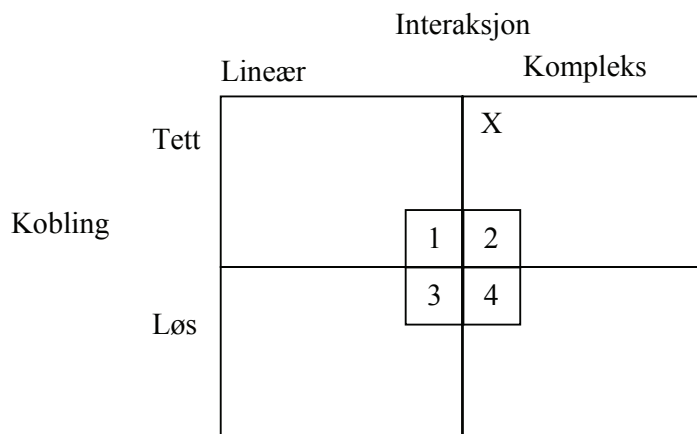 Interaksjon
Lineær Kompleks
Tett X
Kobling
1 2
3 4
Løs